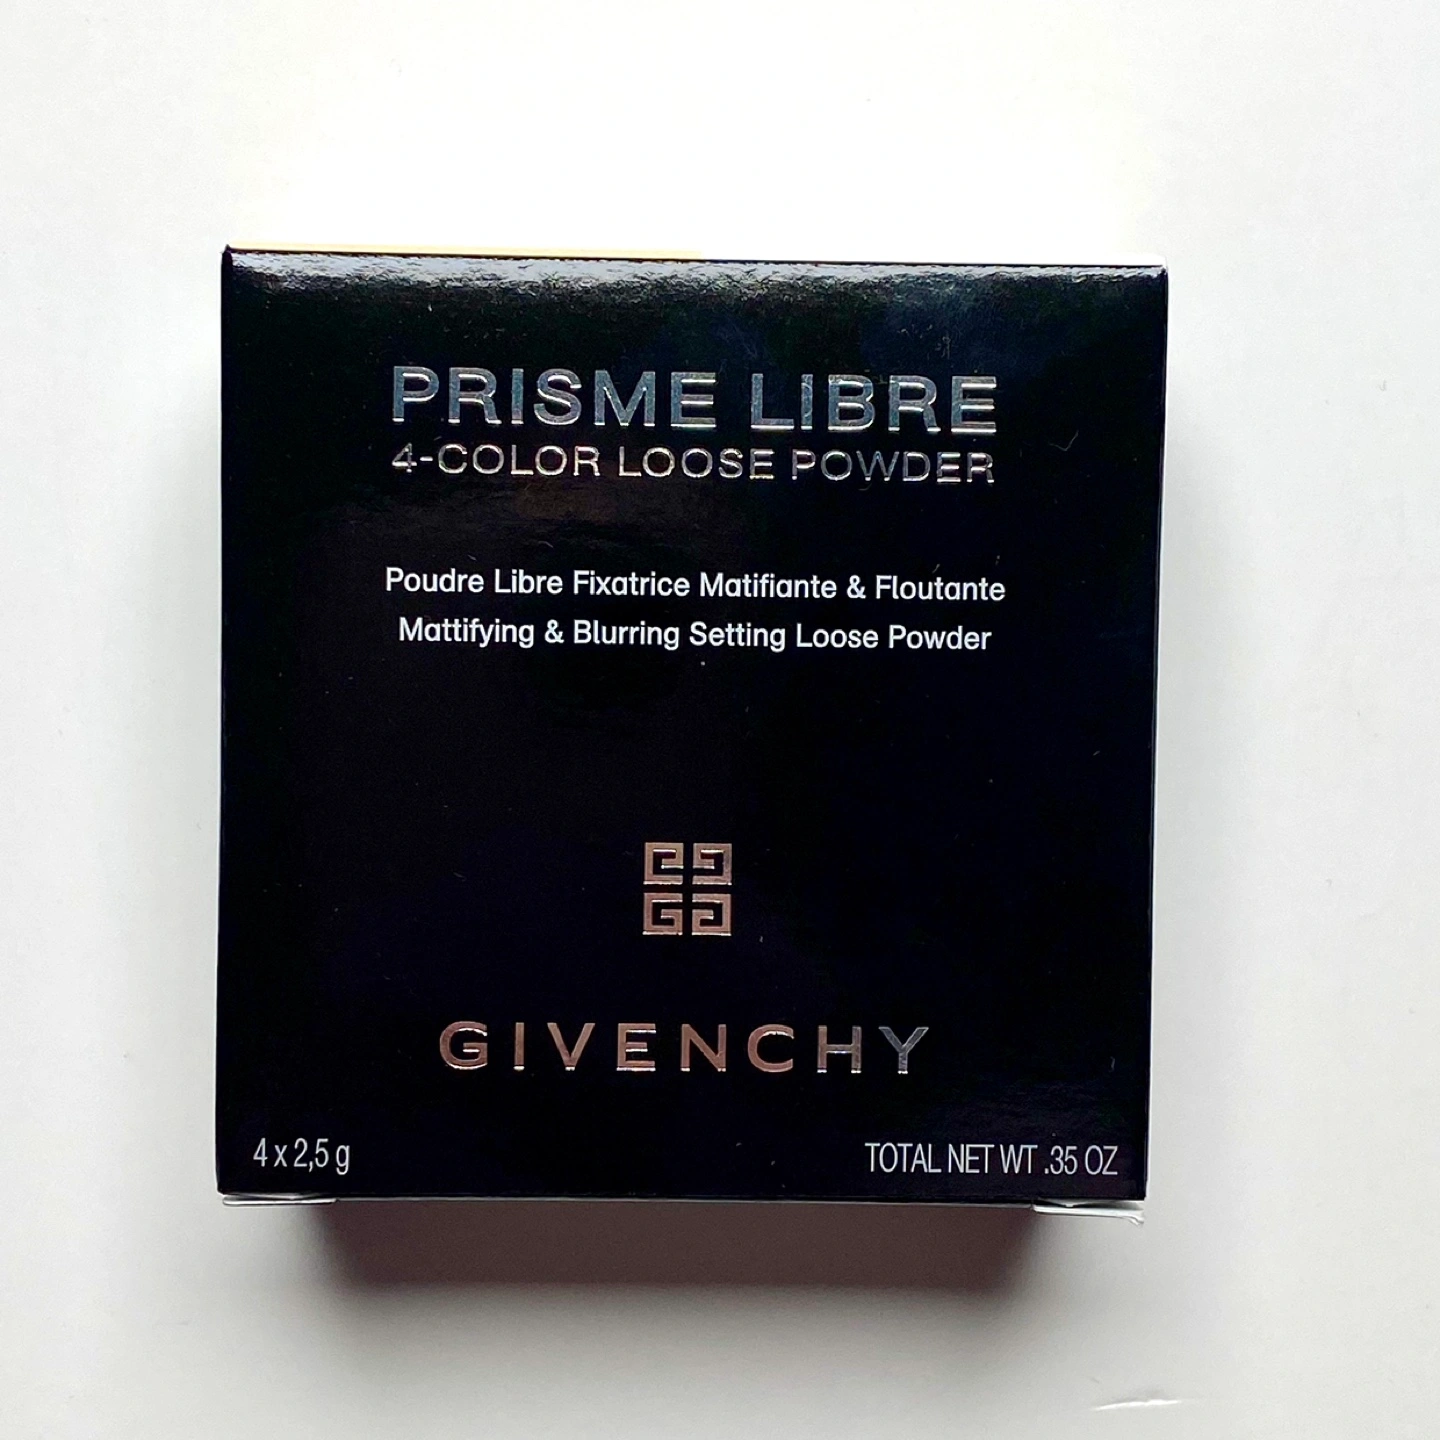 PRISME LIBRE
4-COLOR LOOSE POWDER
Poudre Libre Fixatrice Matifiante & Floutante
Mattifying & Blurring Setting Loose Powder
GIVENCHY
4 x 2,5 g
TOTAL NET WT .35 OZ